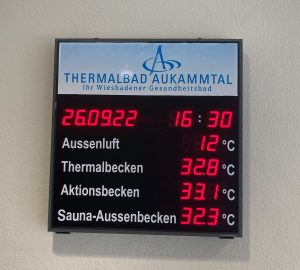 THERMALBAD AUKAMMTAL
Ihr Wiesbadener Gesundheitsbad
26.09.22 16:30
Aussenluft 12 °C
Thermalbecken 32.8 °C
Aktionsbecken 33.1 °C
Sauna-Aussenbecken 32.3 °C